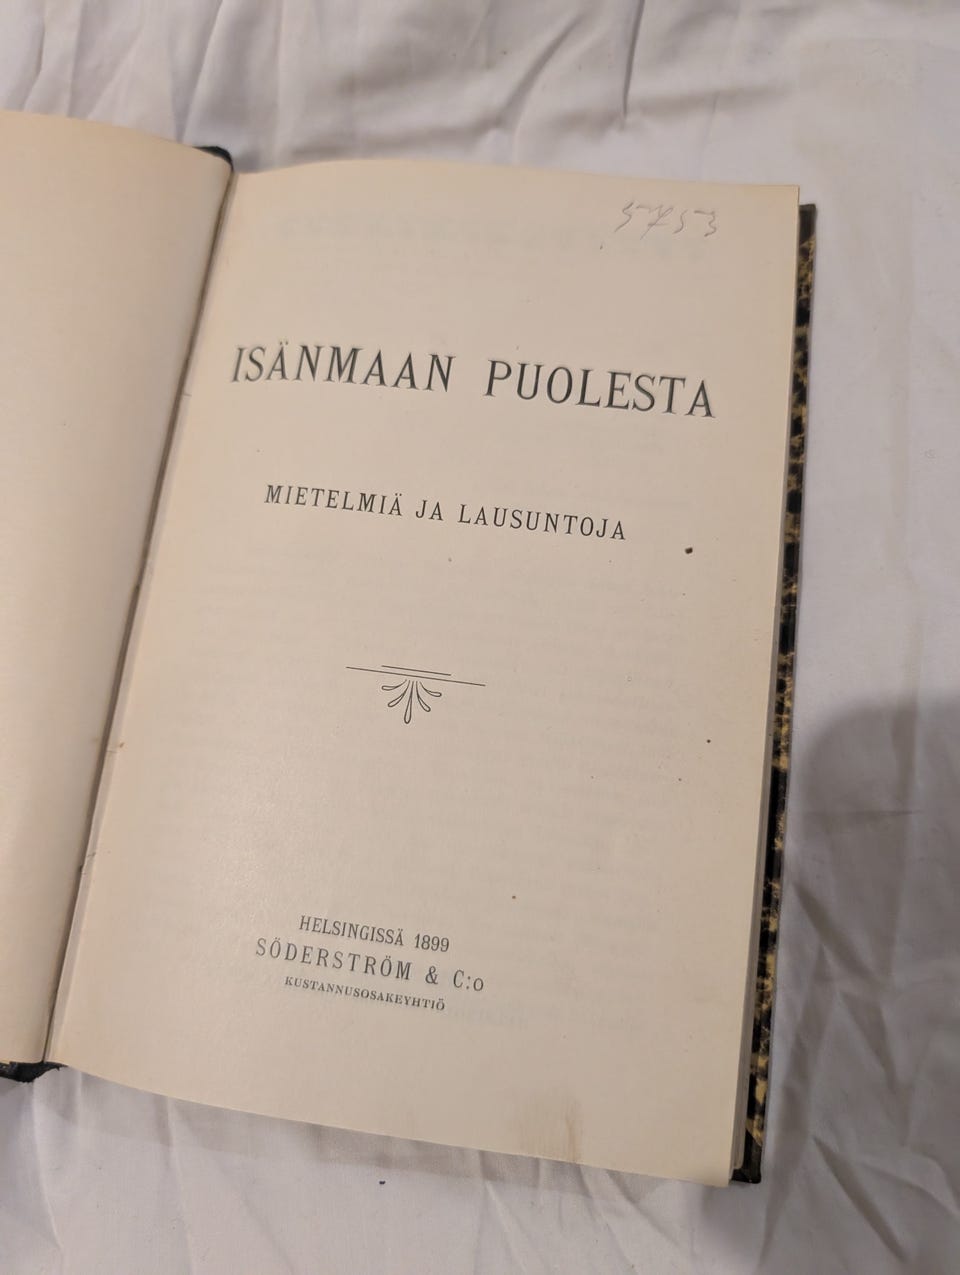 5753
ISÄNMAAN PUOLESTA
MIETELMIÄ JA LAUSUNTOJA
HELSINGISSÄ 1899
SÖDERSTRÖM & C:o
KUSTANNUSOSAKEYHTIÖ